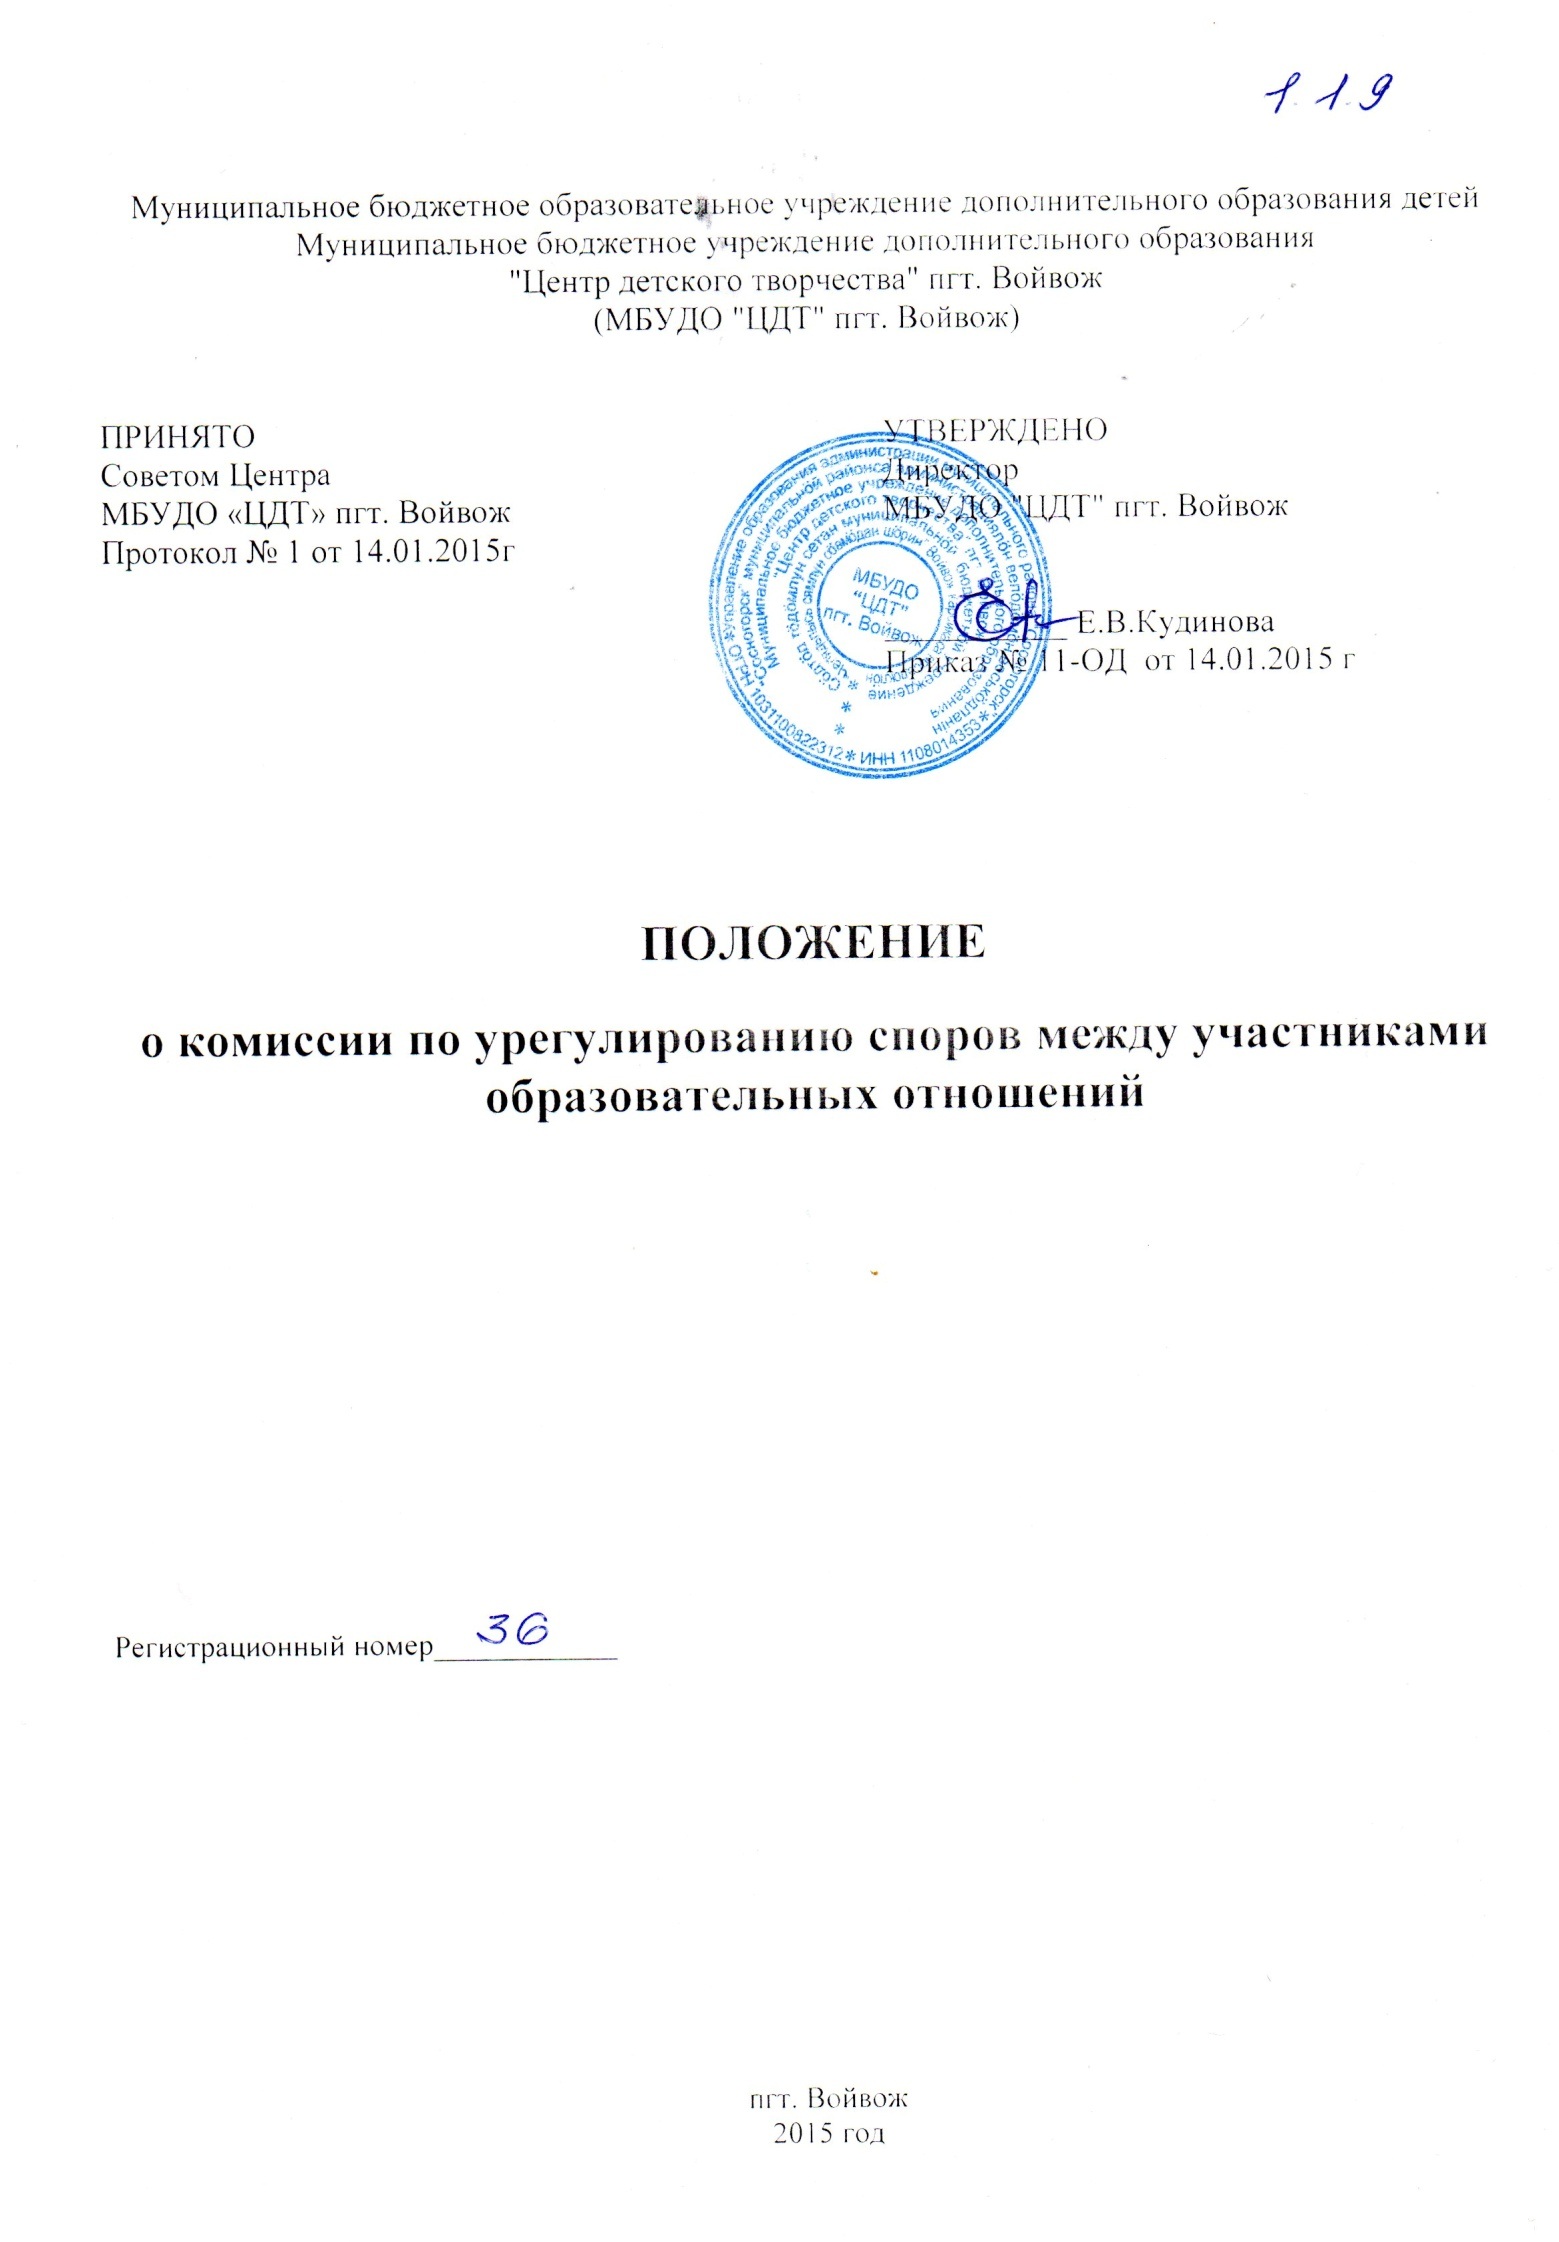 1.1.9
Муниципальное бюджетное образовательное учреждение дополнительного образования детей
Муниципальное бюджетное учреждение дополнительного образования
"Центр детского творчества" пгт. Войвож
(МБУДО "ЦДТ" пгт. Войвож)
ПРИНЯТО
Советом Центра
МБУДО «ЦДТ» пгт. Войвож
Протокол № 1 от 14.01.2015г
УТВЕРЖДЕНО
Директор
МБУДО "ЦДТ" пгт. Войвож
____________ Е.В.Кудинова
Приказ № 11-ОД от 14.01.2015 г
МБУДО
"ЦДТ"
пгт. Войвож
1031100822312 * ИНН 1108014353 *
ПОЛОЖЕНИЕ
о комиссии по урегулированию споров между участниками
образовательных отношений
Регистрационный номер 36
пгт. Войвож
2015 год